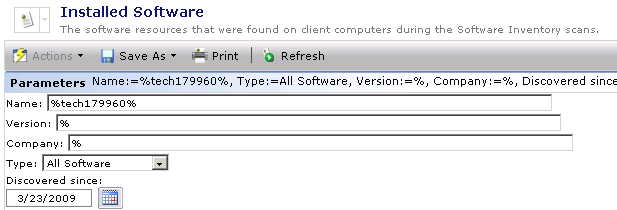 Installed Software
The software resources that were found on client computers during the Software Inventory scans.
Actions Save As Print Refresh
Parameters Name:=%tech179960%, Type:=All Software, Version:=%, Company:=%, Discovered since
Name: %tech179960%
Version: %
Company: %
Type: All Software
Discovered since:
3/23/2009